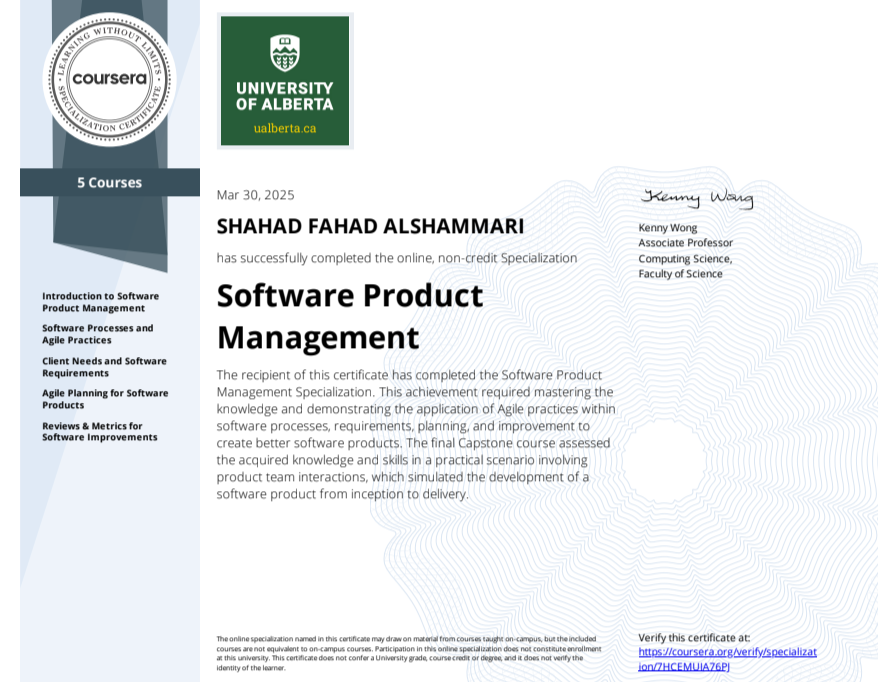 LEARNING WITHOUT LIMITS
coursera
SPECIALIZATION CERTIFICATE
5 Courses
Introduction to Software
Product Management
Software Processes and
Agile Practices
Client Needs and Software
Requirements
Agile Planning for Software
Products
Reviews & Metrics for
Software Improvements
UNIVERSITY
OF ALBERTA
ualberta.ca
Mar 30, 2025
SHAHAD FAHAD ALSHAMMARI
has successfully completed the online, non-credit Specialization
Software Product
Management
The recipient of this certificate has completed the Software Product
Management Specialization. This achievement required mastering the
knowledge and demonstrating the application of Agile practices within
software processes, requirements, planning, and improvement to
create better software products. The final Capstone course assessed
the acquired knowledge and skills in a practical scenario involving
product team interactions, which simulated the development of a
software product from inception to delivery.
Kenny Wong
Kenny Wong
Associate Professor
Computing Science,
Faculty of Science
The online specialization named in this certificate may draw on material from courses taught on-campus, but the included
courses are not equivalent to on-campus courses. Participation in this online specialization does not constitute enrollment
at this university. This certificate does not confer a University grade, course credit or degree, and it does not verify the
identity of the learner.
Verify this certificate at:
https://coursera.org/verify/specializat
ion/7HCEMUIA76PJ